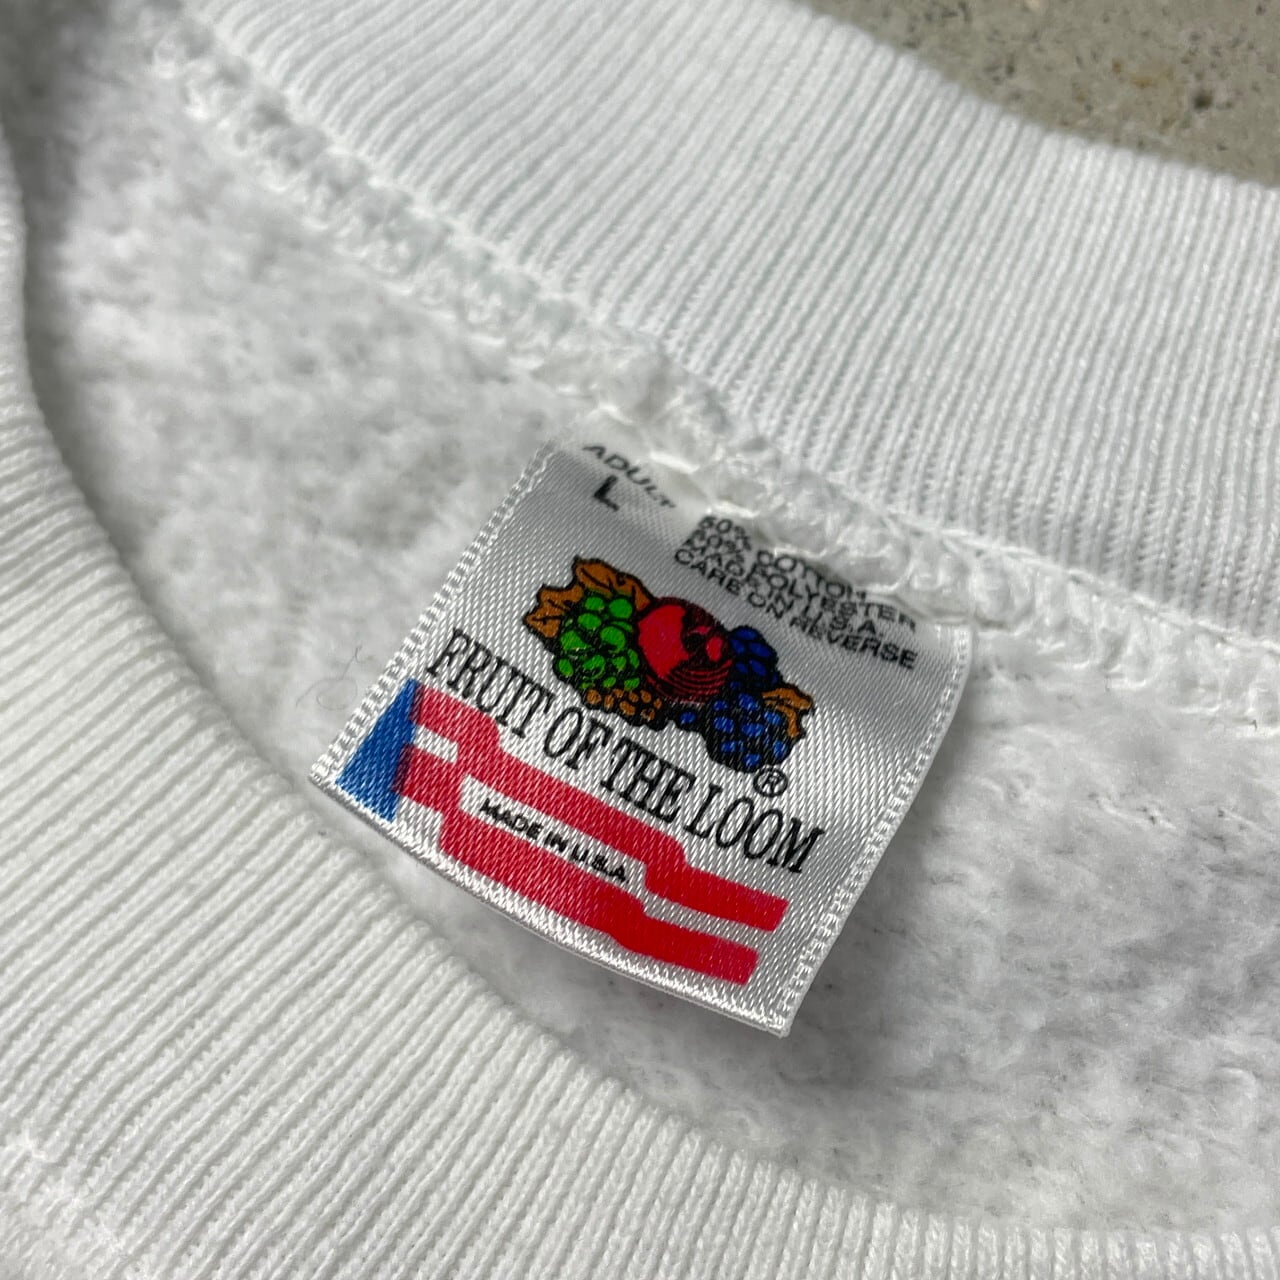 ADULT
L
50% COTTON
50% POLYESTER
MADE IN U.S.A.
CARE ON REVERSE
FRUIT OF THE LOOM®
MADE IN U.S.A